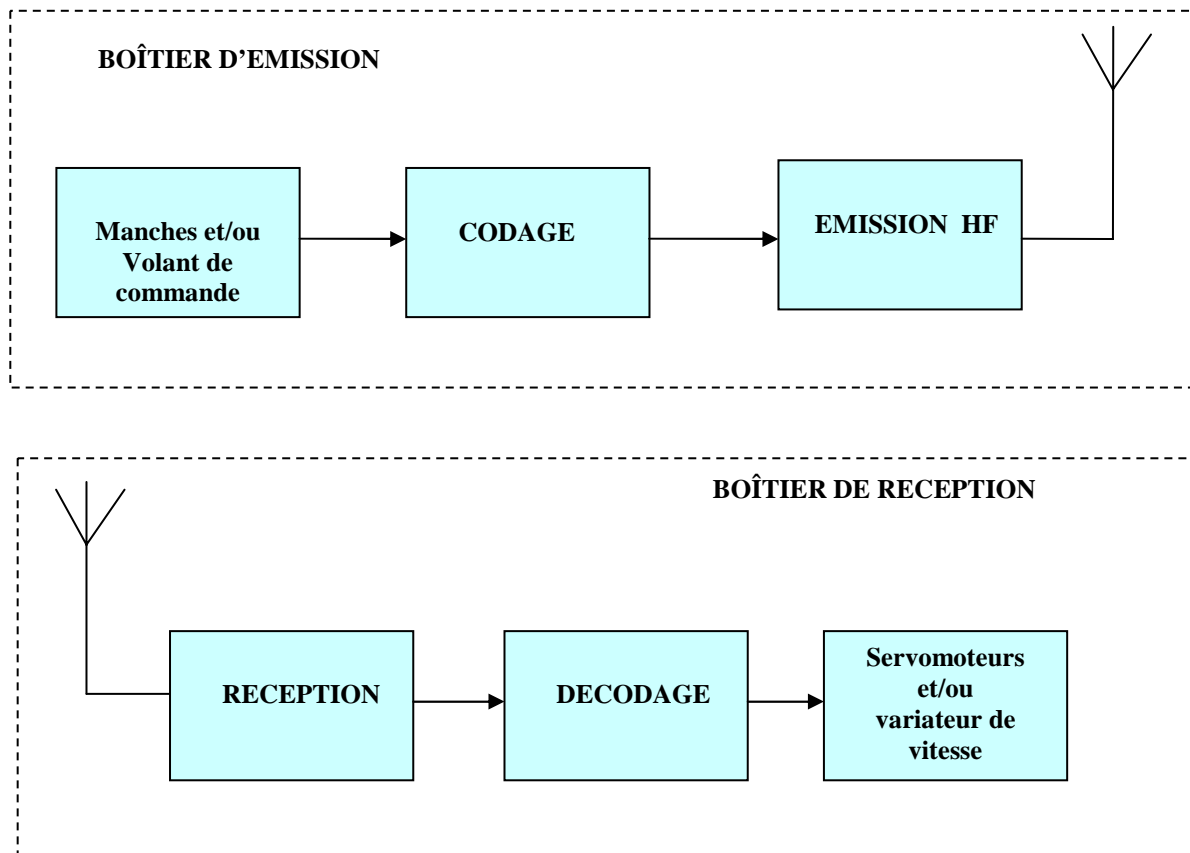 BOÎTIER D’EMISSION
Manches et/ou
Volant de
commande
CODAGE
EMISSION HF
BOÎTIER DE RECEPTION
RECEPTION
DECODAGE
Servomoteurs
et/ou
variateur de
vitesse